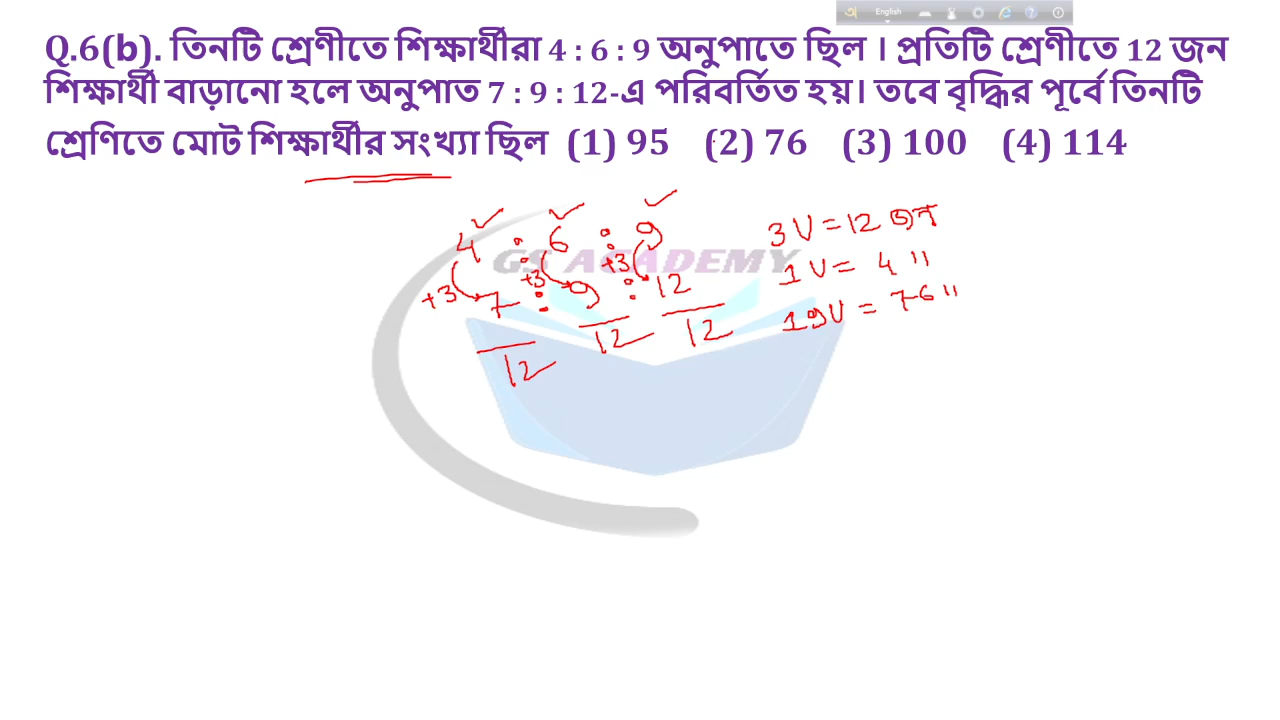 English
Q.6(b). তিনটি শ্রেণীতে শিক্ষার্থীরা 4 : 6 : 9 অনুপাতে ছিল । প্রতিটি শ্রেণীতে 12 জন
শিক্ষার্থী বাড়ানো হলে অনুপাত 7 : 9 : 12-এ পরিবর্তিত হয়। তবে বৃদ্ধির পূর্বে তিনটি
শ্রেণিতে মোট শিক্ষার্থীর সংখ্যা ছিল (1) 95 (2) 76 (3) 100 (4) 114
4 : 6 : 9
+3 +3 +3
7 : 9 : 12
12 12 12
3U = 12 জন
1U = 4 "
19U = 76 "
GS ACADEMY